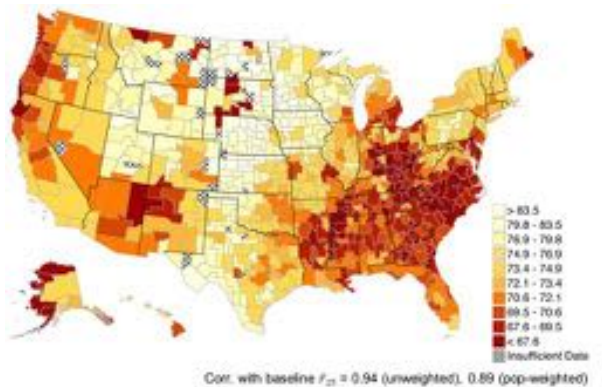 > 83.5
79.8 - 83.5
76.9 - 79.8
74.9 - 76.9
73.4 - 74.9
72.1 - 73.4
70.6 - 72.1
69.5 - 70.6
67.6 - 69.5
< 67.6
Insufficient Data
Corr. with baseline r̄₂₅ = 0.94 (unweighted), 0.89 (pop-weighted)